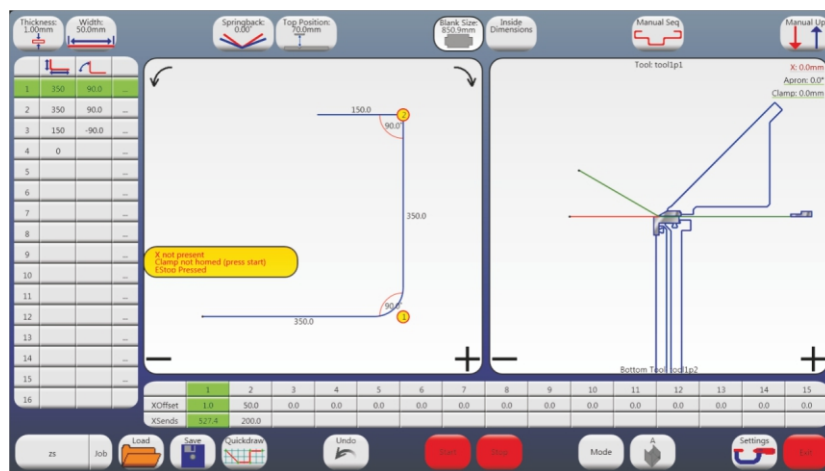 Thickness:
1.00mm
Width:
50.0mm
Springback:
0.00°
Top Position:
70.0mm
Blank Size:
850.9mm
Inside
Dimensions
Manual Seq
Manual Up
1 350 90.0 ...
2 350 90.0 ...
3 150 -90.0 ...
4 0 ...
5 ...
6 ...
7 ...
8 ...
9 ...
10 ...
11 ...
12 ...
13 ...
14 ...
15 ...
16
150.0
2
90.0°
350.0
X not present
Clamp not homed (press start)
EStop Pressed
90.0°
350.0
1
Tool: tool1p1
X: 0.0mm
Apron: 0.0°
Clamp: 0.0mm
Bottom Tool: tool1p2
1 2 3 4 5 6 7 8 9 10 11 12 13 14 15
XOffset 1.0 50.0 0.0 0.0 0.0 0.0 0.0 0.0 0.0 0.0 0.0 0.0 0.0 0.0 0.0
XSends 527.4 200.0
zs Job
Load
Save
Quickdraw
Undo
Start
Stop
Mode
A
Settings
Exit